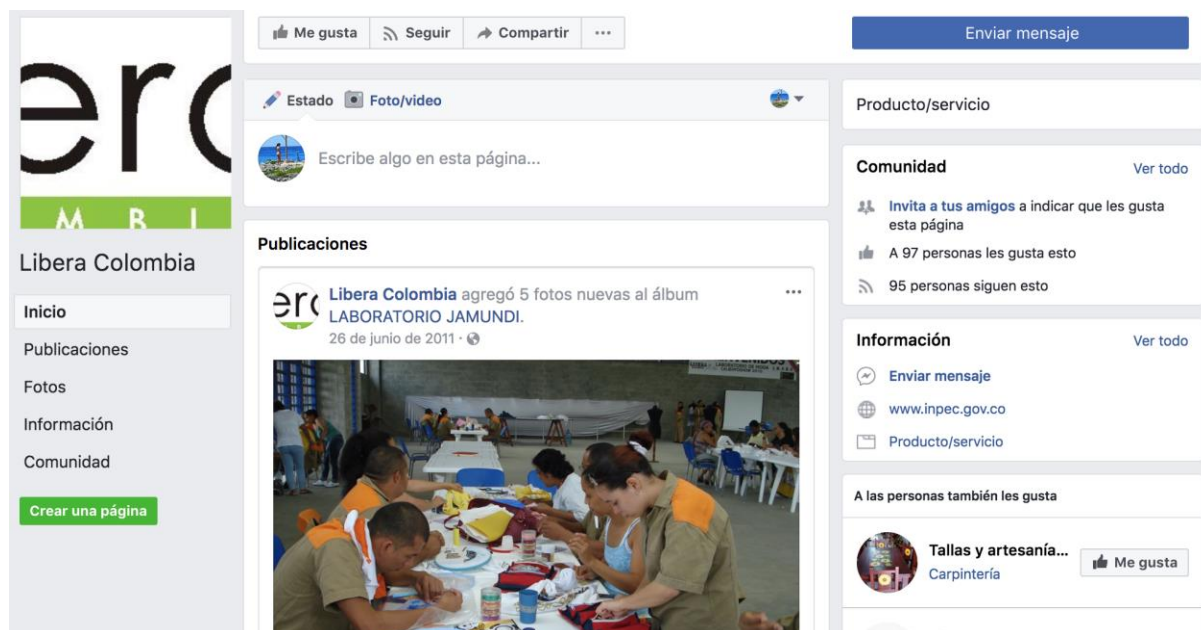 erc
M B I
Libera Colombia
Inicio
Publicaciones
Fotos
Información
Comunidad
Crear una página
Me gusta
Seguir
Compartir
...
Estado
Foto/video
Escribe algo en esta página...
Publicaciones
Libera Colombia agregó 5 fotos nuevas al álbum
LABORATORIO JAMUNDI.
26 de junio de 2011 ·
Enviar mensaje
Producto/servicio
Comunidad
Ver todo
Invita a tus amigos a indicar que les gusta
esta página
A 97 personas les gusta esto
95 personas siguen esto
Información
Ver todo
Enviar mensaje
www.inpec.gov.co
Producto/servicio
A las personas también les gusta
Tallas y artesanía...
Carpintería
Me gusta